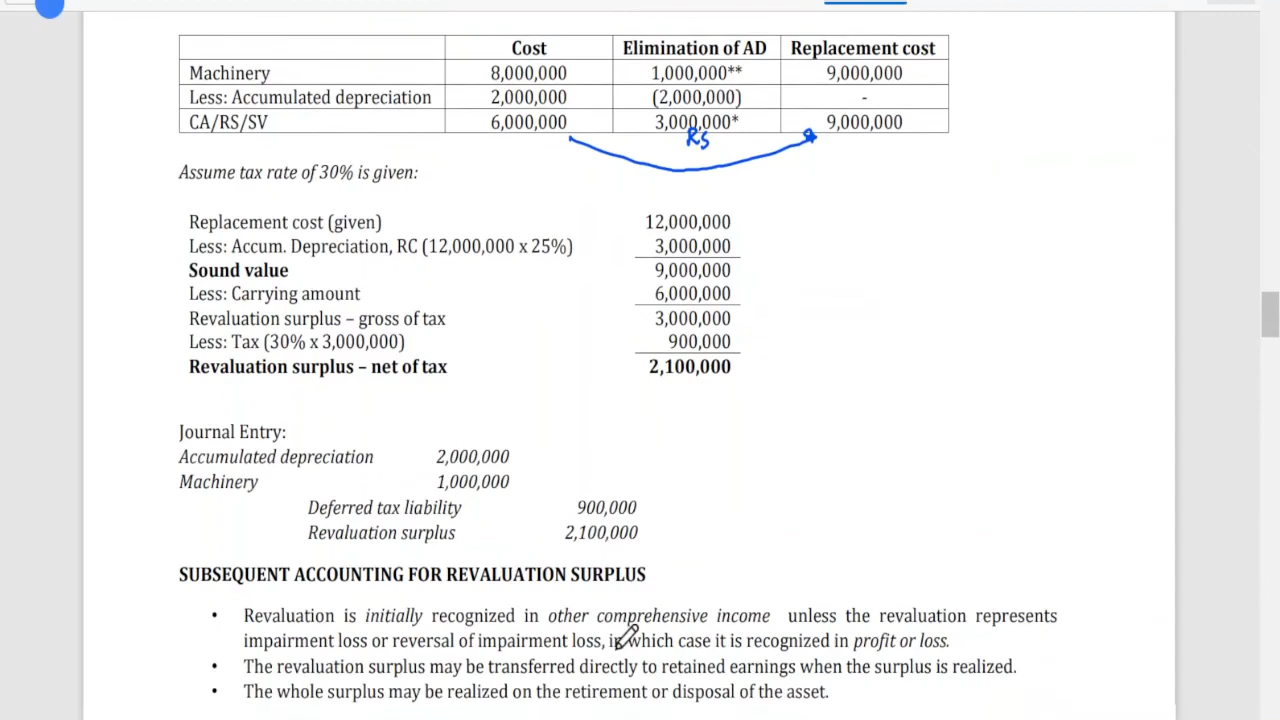 Cost Elimination of AD Replacement cost
Machinery 8,000,000 1,000,000** 9,000,000
Less: Accumulated depreciation 2,000,000 (2,000,000) -
CA/RS/SV 6,000,000 3,000,000* 9,000,000
RS
Assume tax rate of 30% is given:
Replacement cost (given) 12,000,000
Less: Accum. Depreciation, RC (12,000,000 x 25%) 3,000,000
Sound value 9,000,000
Less: Carrying amount 6,000,000
Revaluation surplus – gross of tax 3,000,000
Less: Tax (30% x 3,000,000) 900,000
Revaluation surplus – net of tax 2,100,000
Journal Entry:
Accumulated depreciation 2,000,000
Machinery 1,000,000
Deferred tax liability 900,000
Revaluation surplus 2,100,000
SUBSEQUENT ACCOUNTING FOR REVALUATION SURPLUS
• Revaluation is initially recognized in other comprehensive income unless the revaluation represents
impairment loss or reversal of impairment loss, in which case it is recognized in profit or loss.
• The revaluation surplus may be transferred directly to retained earnings when the surplus is realized.
• The whole surplus may be realized on the retirement or disposal of the asset.